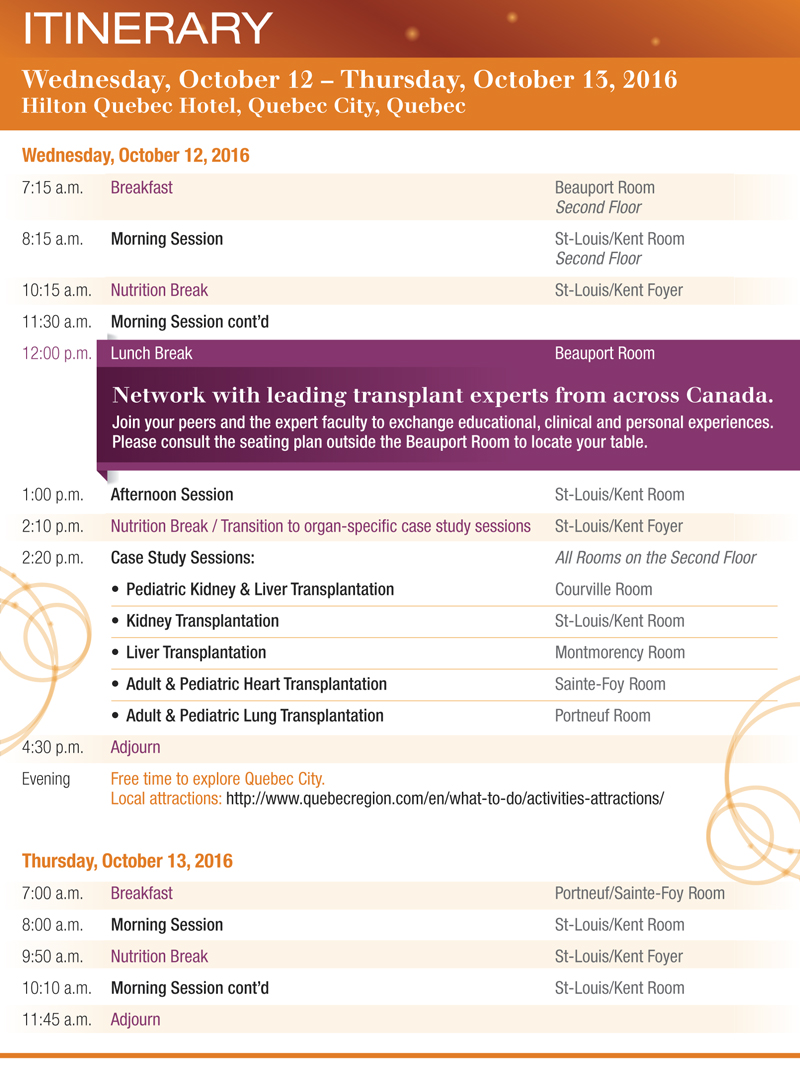 ITINERARY
Wednesday, October 12 – Thursday, October 13, 2016
Hilton Quebec Hotel, Quebec City, Quebec
Wednesday, October 12, 2016
7:15 a.m. Breakfast Beauport Room
Second Floor
8:15 a.m. Morning Session St-Louis/Kent Room
Second Floor
10:15 a.m. Nutrition Break St-Louis/Kent Foyer
11:30 a.m. Morning Session cont'd
12:00 p.m. Lunch Break Beauport Room
Network with leading transplant experts from across Canada.
Join your peers and the expert faculty to exchange educational, clinical and personal experiences.
Please consult the seating plan outside the Beauport Room to locate your table.
1:00 p.m. Afternoon Session St-Louis/Kent Room
2:10 p.m. Nutrition Break / Transition to organ-specific case study sessions St-Louis/Kent Foyer
2:20 p.m. Case Study Sessions: All Rooms on the Second Floor
• Pediatric Kidney & Liver Transplantation Courville Room
• Kidney Transplantation St-Louis/Kent Room
• Liver Transplantation Montmorency Room
• Adult & Pediatric Heart Transplantation Sainte-Foy Room
• Adult & Pediatric Lung Transplantation Portneuf Room
4:30 p.m. Adjourn
Evening Free time to explore Quebec City.
Local attractions: http://www.quebecregion.com/en/what-to-do/activities-attractions/
Thursday, October 13, 2016
7:00 a.m. Breakfast Portneuf/Sainte-Foy Room
8:00 a.m. Morning Session St-Louis/Kent Room
9:50 a.m. Nutrition Break St-Louis/Kent Foyer
10:10 a.m. Morning Session cont'd St-Louis/Kent Room
11:45 a.m. Adjourn